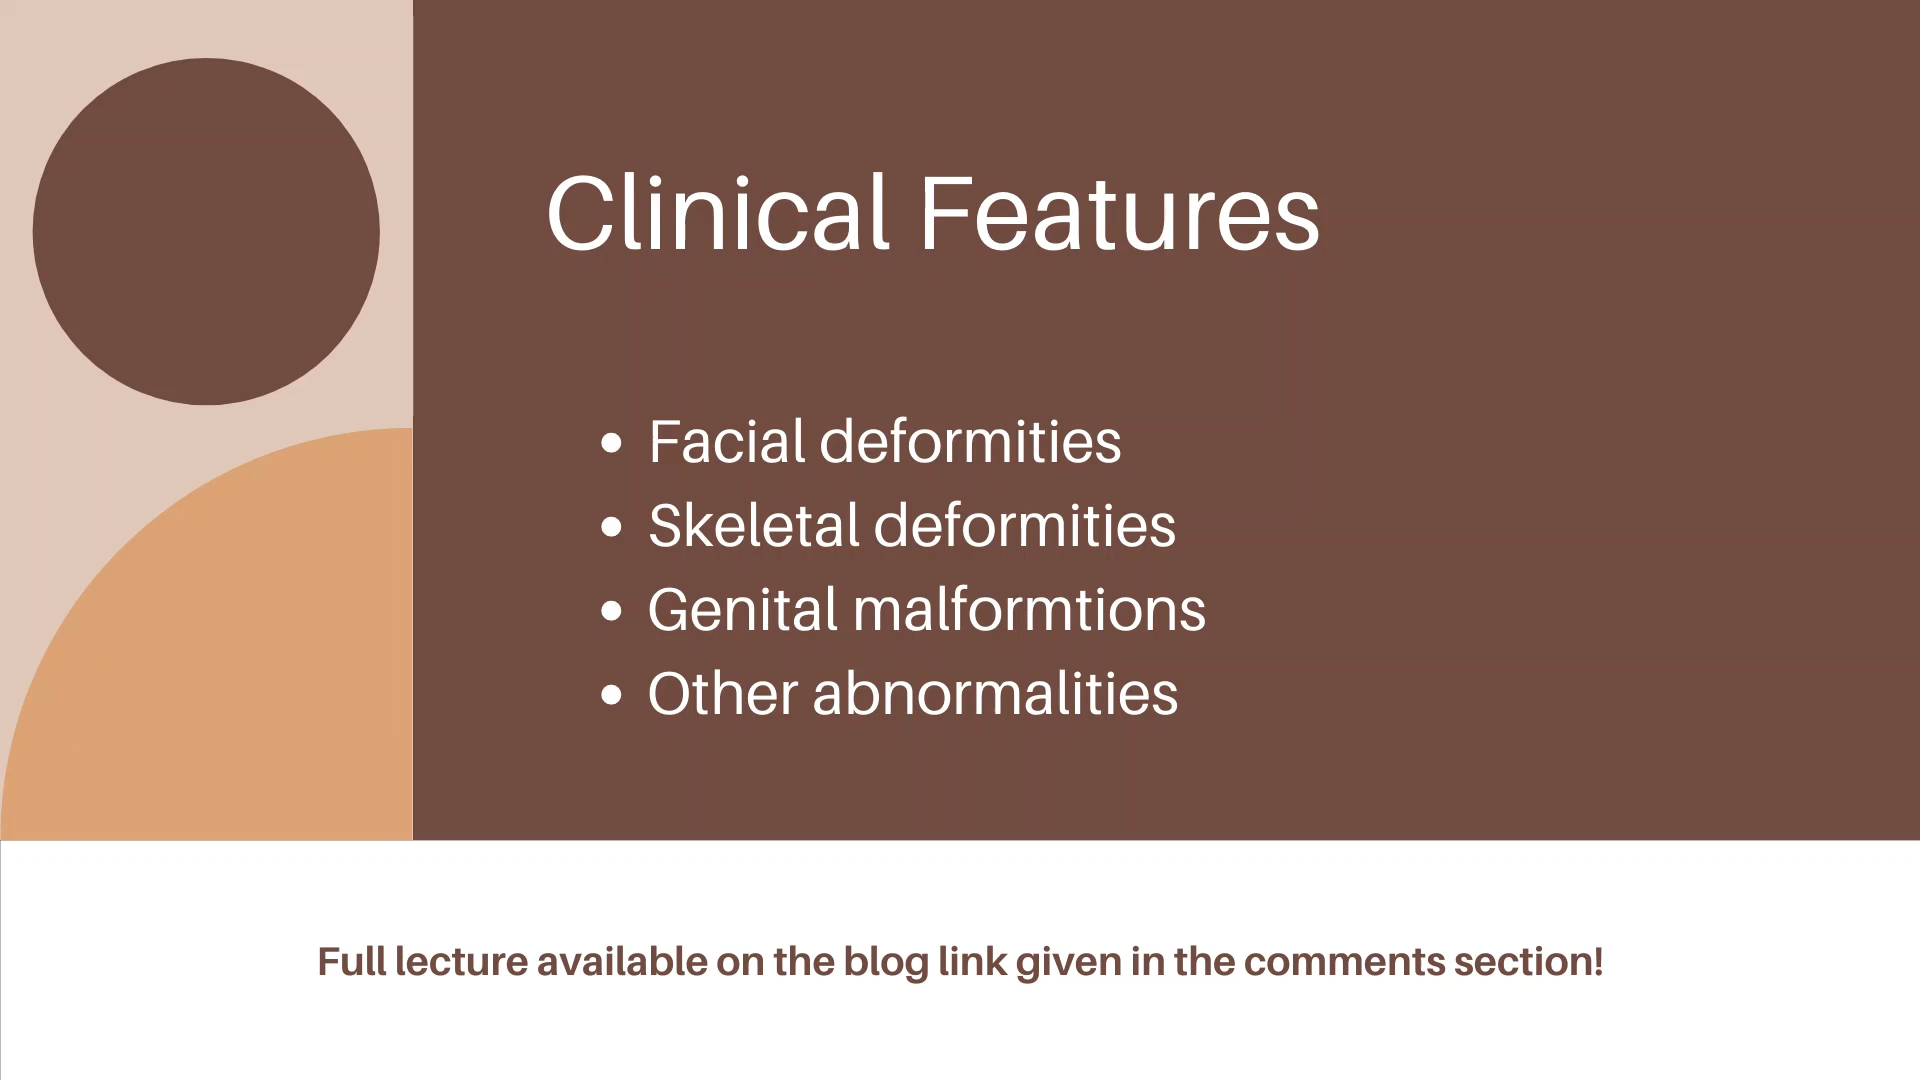 Clinical Features
• Facial deformities
• Skeletal deformities
• Genital malformtions
• Other abnormalities
Full lecture available on the blog link given in the comments section!